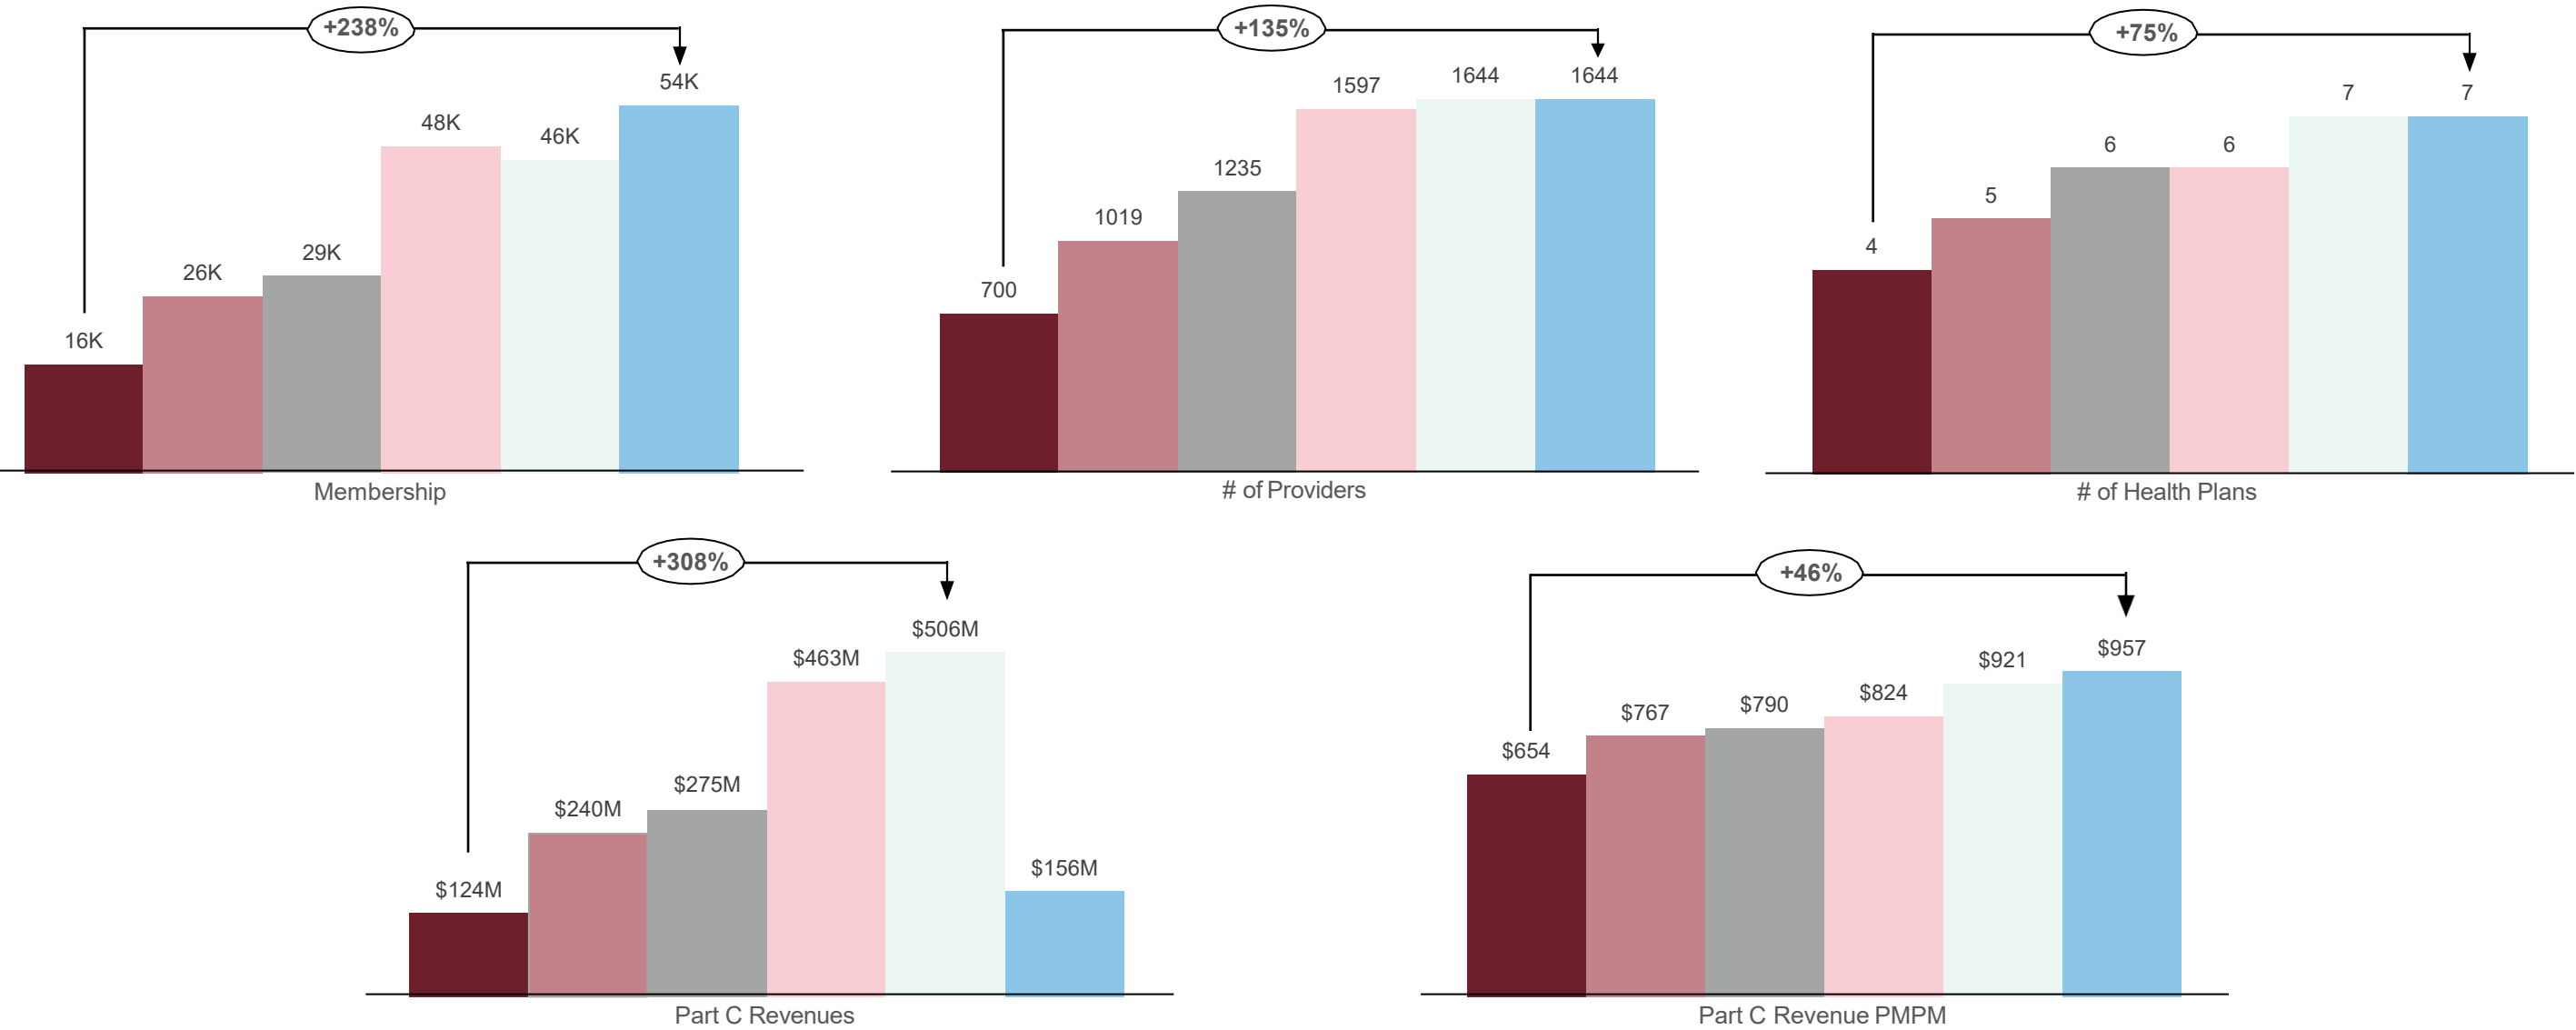 +238%
54K
48K
46K
29K
26K
16K
Membership
+135%
1644
1644
1597
1235
1019
700
# of Providers
+75%
7
7
6
6
5
4
# of Health Plans
+308%
$506M
$463M
$275M
$240M
$156M
$124M
Part C Revenues
+46%
$957
$921
$824
$790
$767
$654
Part C Revenue PMPM